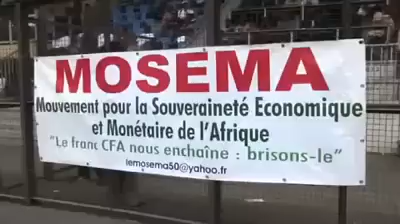 MOSEMA
Mouvement pour la Souveraineté Economique
et Monétaire de l'Afrique
"Le franc CFA nous enchaîne : brisons-le"
lemosema50@yahoo.fr